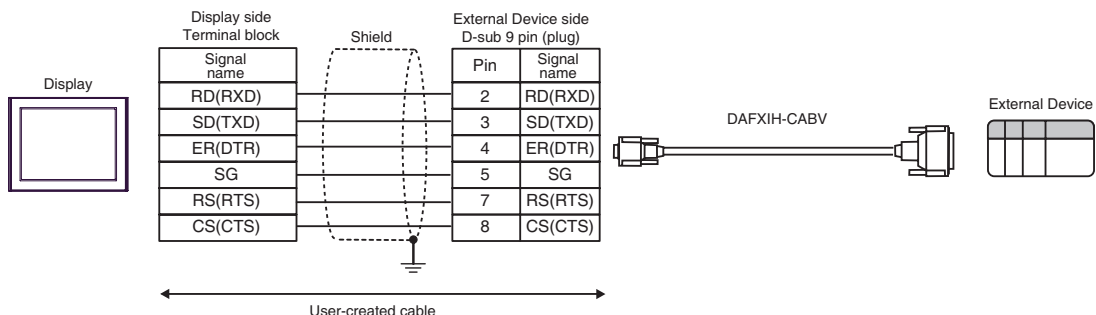 Display
Display side
Terminal block
Signal
name
RD(RXD)
SD(TXD)
ER(DTR)
SG
RS(RTS)
CS(CTS)
Shield
External Device side
D-sub 9 pin (plug)
Pin
Signal
name
2
RD(RXD)
3
SD(TXD)
4
ER(DTR)
5
SG
7
RS(RTS)
8
CS(CTS)
User-created cable
DAFXIH-CABV
External Device